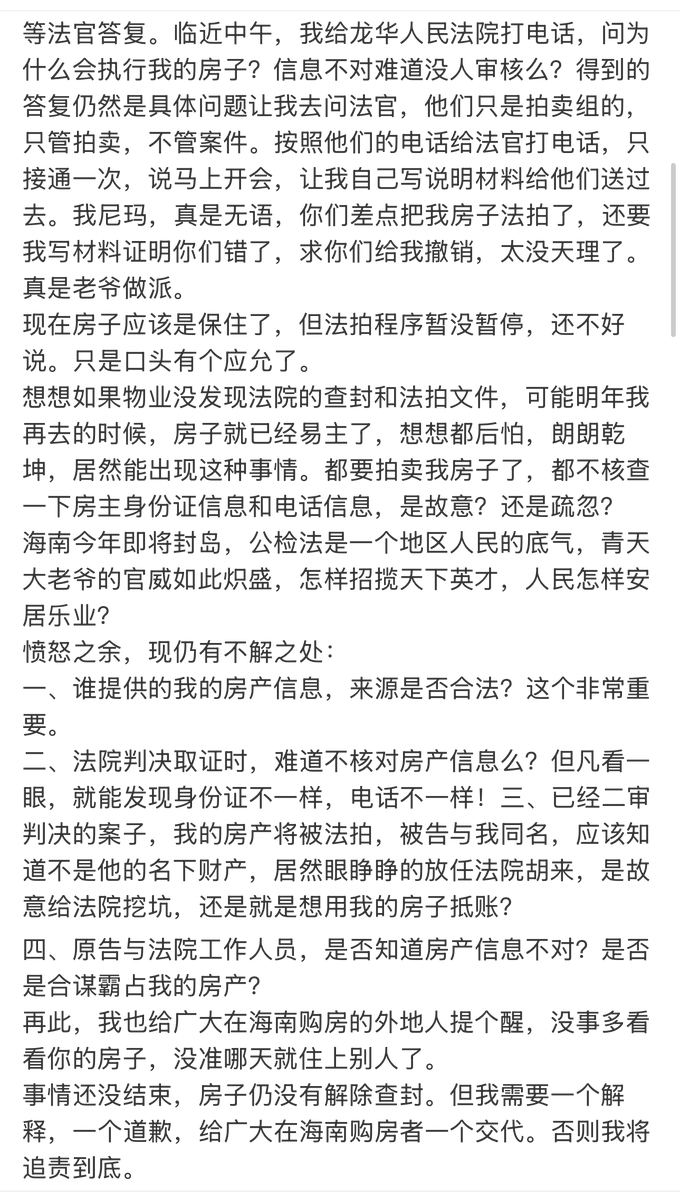 等法官答复。临近中午，我给龙华人民法院打电话，问为
什么会执行我的房子？信息不对难道没人审核么？得到的
答复仍然是具体问题让我去问法官，他们只是拍卖组的，
只管拍卖，不管案件。按照他们的电话给法官打电话，只
接通一次，说马上开会，让我自己写说明材料给他们送过
去。我尼玛，真是无语，你们差点把我房子法拍了，还要
我写材料证明你们错了，求你们给我撤销，太没天理了。
真是老爷做派。
现在房子应该是保住了，但法拍程序暂没暂停，还不好
说。只是口头有个应允了。
想想如果物业没发现法院的查封和法拍文件，可能明年我
再去的时候，房子就已经易主了，想想都后怕，朗朗乾
坤，居然能出现这种事情。都要拍卖我房子了，都不核查
一下房主身份证信息和电话信息，是故意？还是疏忽？
海南今年即将封岛，公检法是一个地区人民的底气，青天
大老爷的官威如此炽盛，怎样招揽天下英才，人民怎样安
居乐业？
愤怒之余，现仍有不解之处：
一、谁提供的我的房产信息，来源是否合法？这个非常重
要。
二、法院判决取证时，难道不核对房产信息么？但凡看一
眼，就能发现身份证不一样，电话不一样！三、已经二审
判决的案子，我的房产将被法拍，被告与我同名，应该知
道不是他的名下财产，居然眼睁睁的放任法院胡来，是故
意给法院挖坑，还是就是想用我的房子抵账？
四、原告与法院工作人员，是否知道房产信息不对？是否
是合谋霸占我的房产？
再此，我也给广大在海南购房的外地人提个醒，没事多看
看你的房子，没准哪天就住上别人了。
事情还没结束，房子仍没有解除查封。但我需要一个解
释，一个道歉，给广大在海南购房者一个交代。否则我将
追责到底。